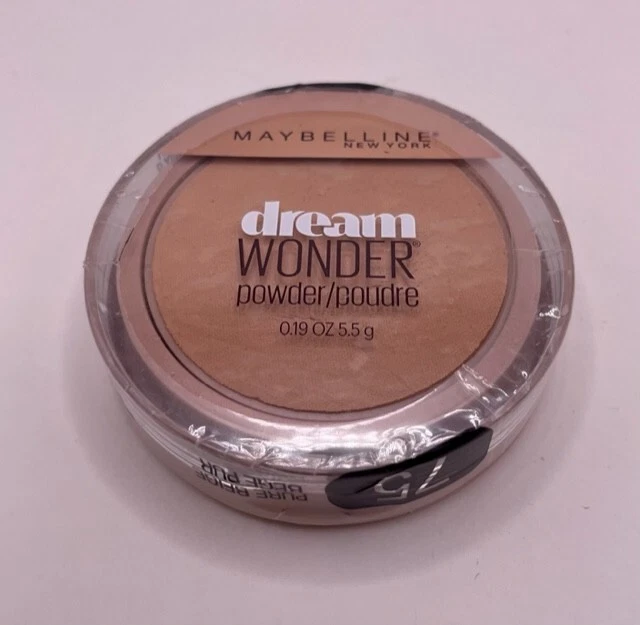 MAYBELLINE®
NEW YORK
dream
WONDER®
powder/poudre
0.19 OZ 5.5 g
75
PURE BEIGE
BEIGE PUR